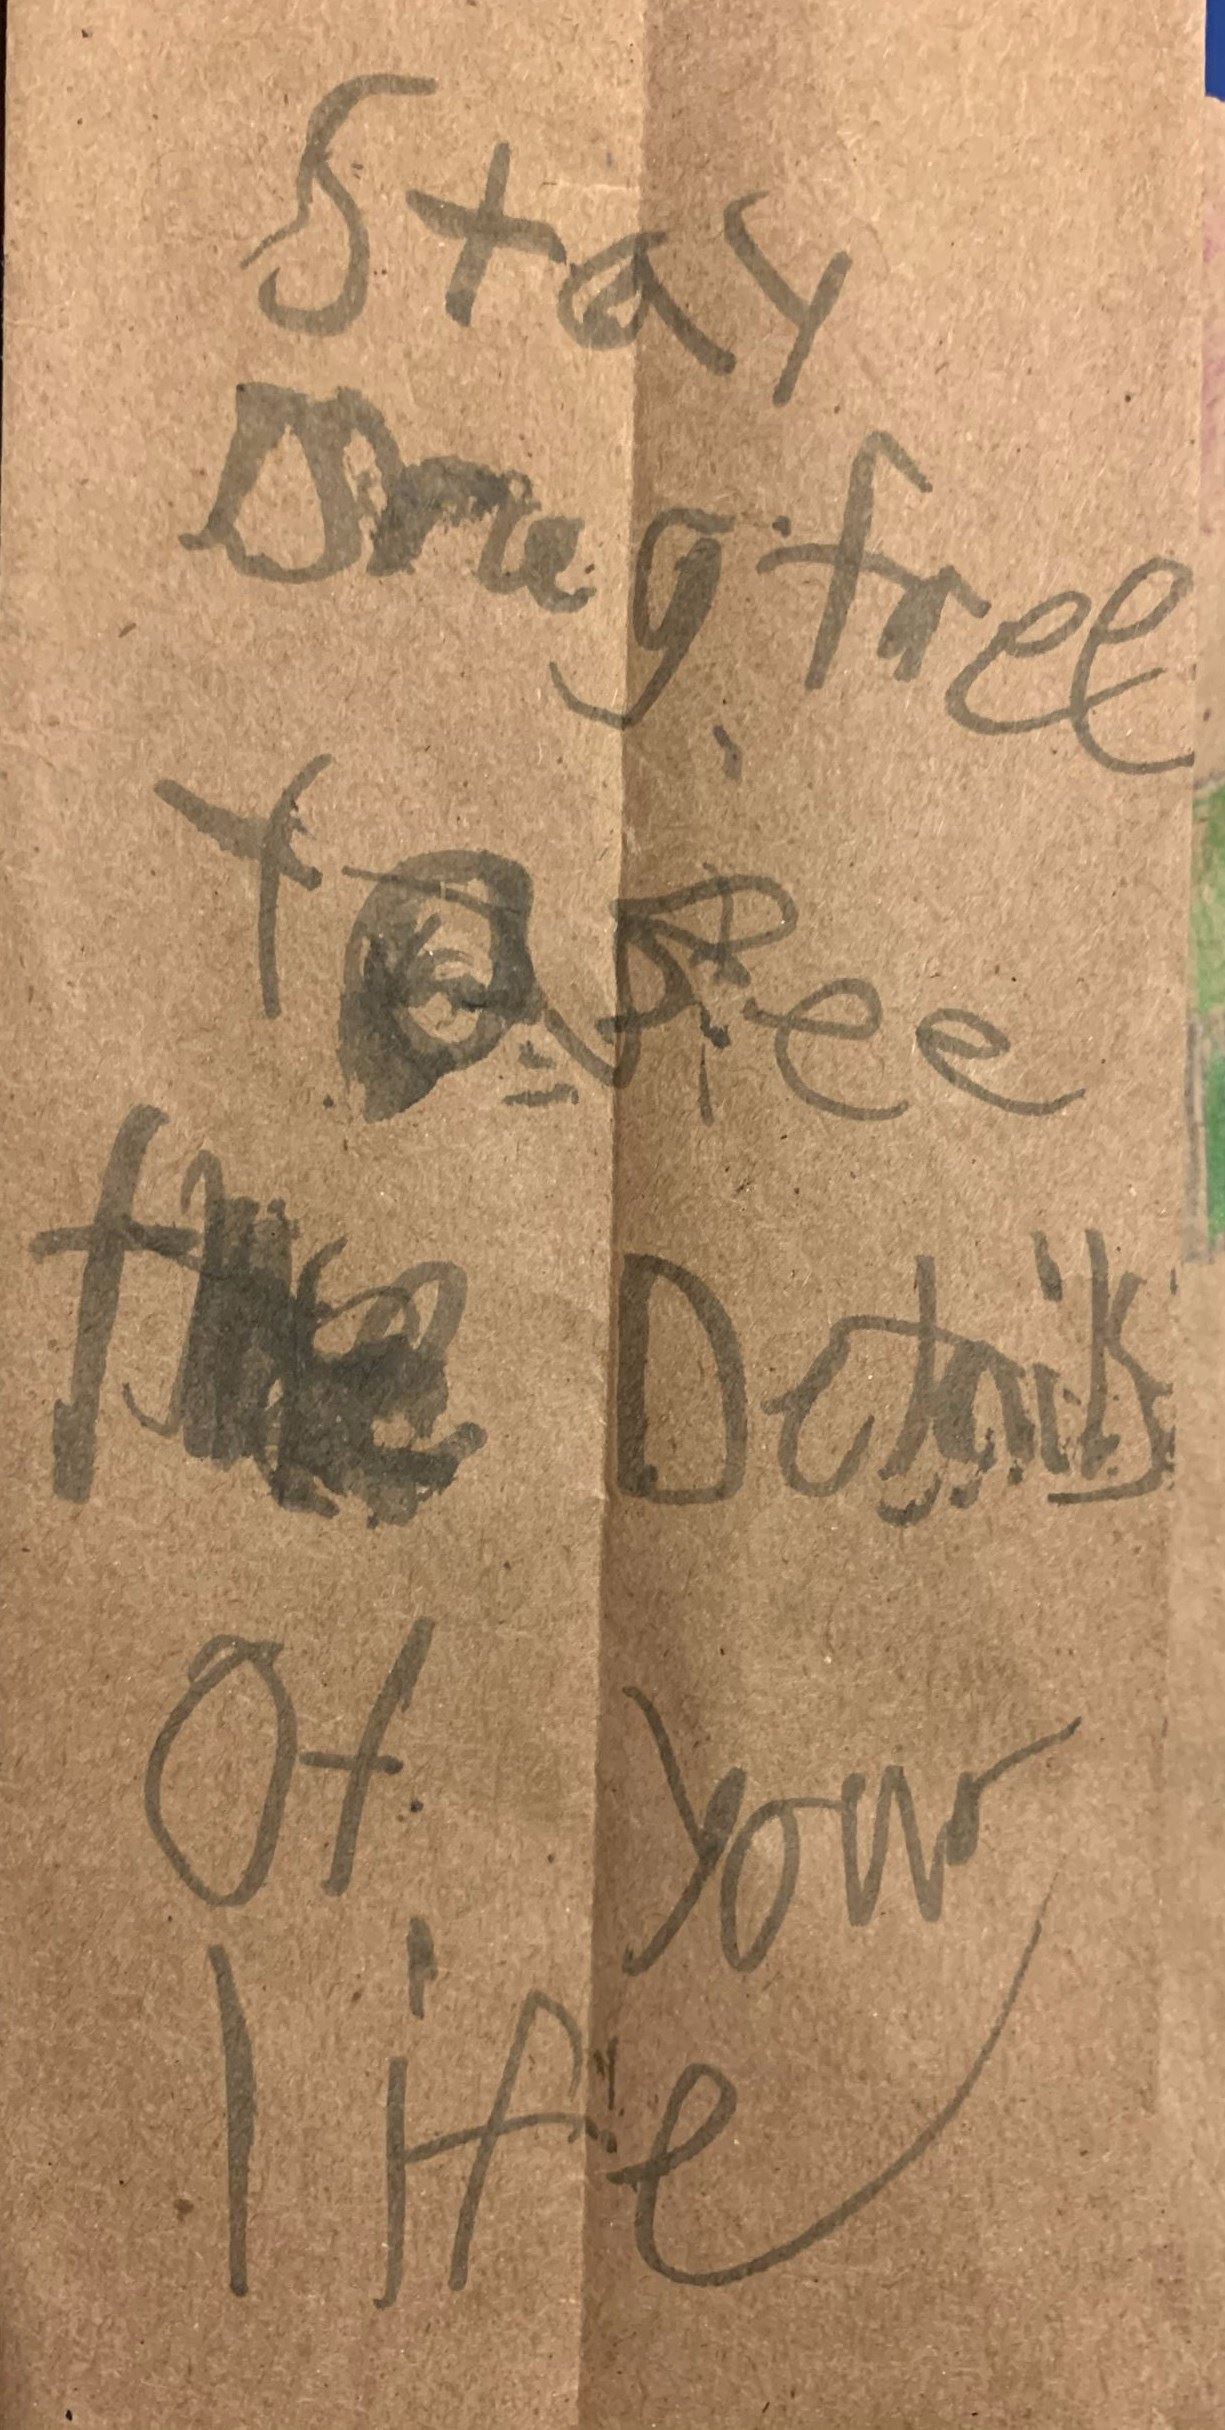 Stay
Drug free
To See
the Details
Of your
life